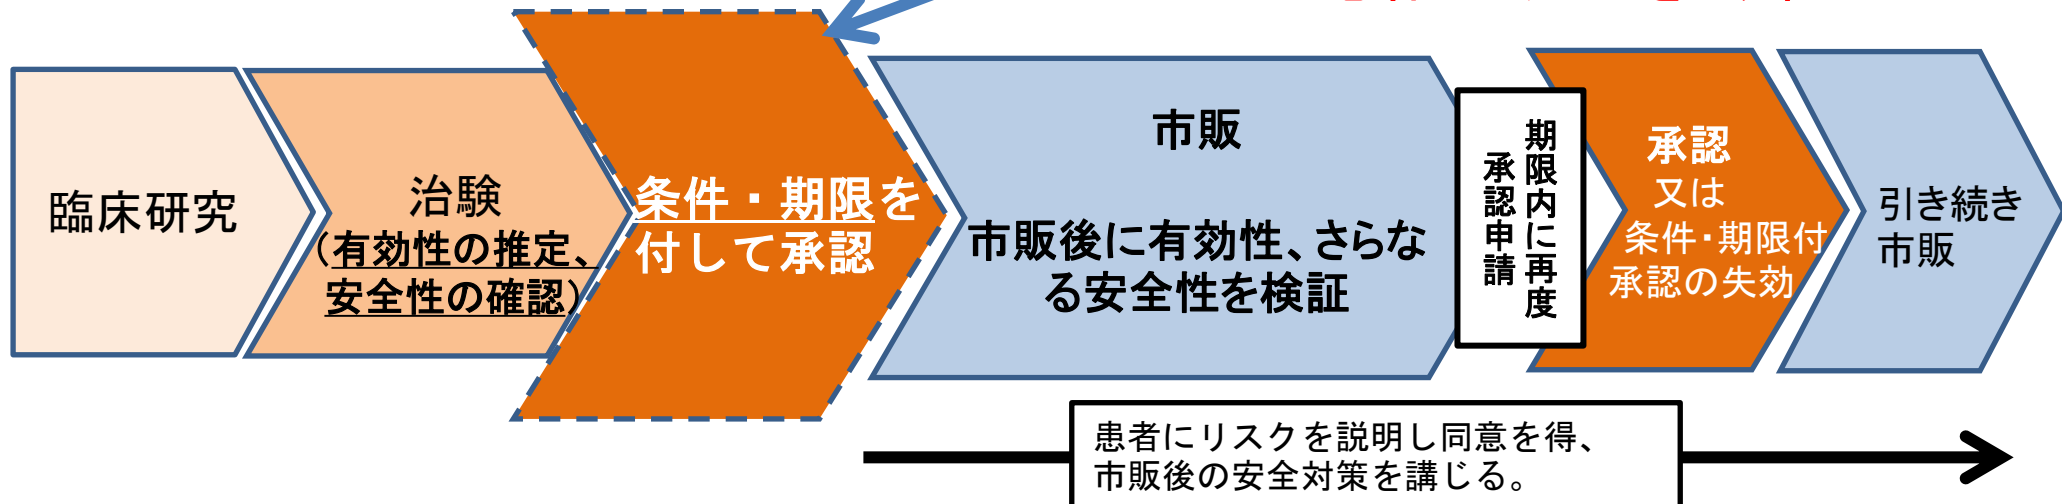 臨床研究
治験
（有効性の推定、
安全性の確認）
条件・期限を
付して承認
市販
市販後に有効性、さらな
る安全性を検証
期限内に再度
承認申請
承認
又は
条件・期限付
承認の失効
引き続き
市販
患者にリスクを説明し同意を得、
市販後の安全対策を講じる。